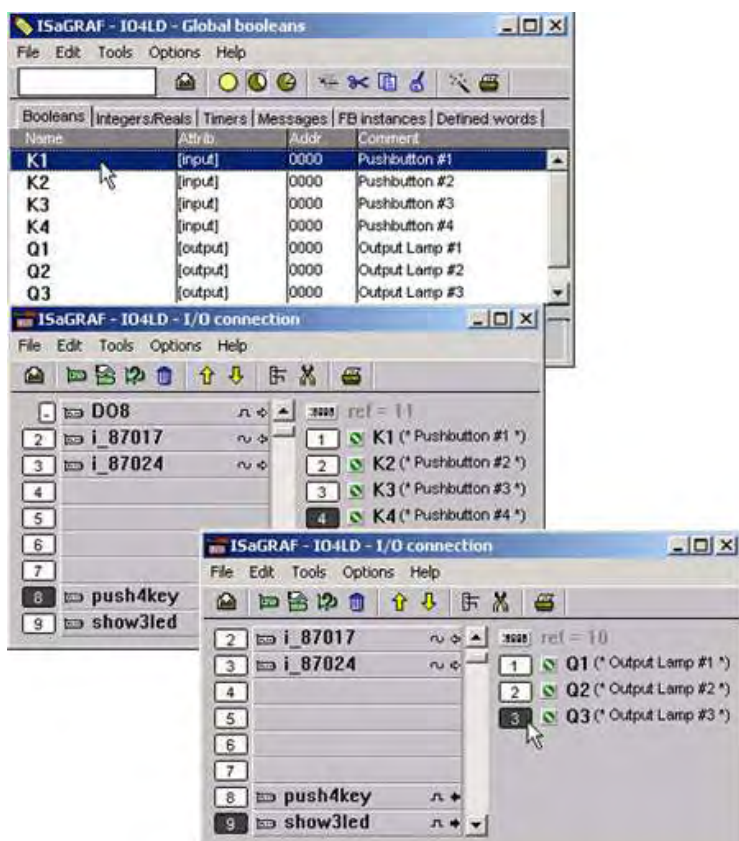 ISaGRAF - IO4LD - Global booleans
File Edit Tools Options Help
Booleans Integers/Reals Timers Messages FB instances Defined words
Name Attrib. Addr. Comment
K1 [input] 0000 Pushbutton #1
K2 [input] 0000 Pushbutton #2
K3 [input] 0000 Pushbutton #3
K4 [input] 0000 Pushbutton #4
Q1 [output] 0000 Output Lamp #1
Q2 [output] 0000 Output Lamp #2
Q3 [output] 0000 Output Lamp #3
ISaGRAF - IO4LD - I/O connection
File Edit Tools Options Help
DO8 ref = 11
2 i_87017 1 K1 (* Pushbutton #1 *)
3 i_87024 2 K2 (* Pushbutton #2 *)
4 3 K3 (* Pushbutton #3 *)
5 4 K4 (* Pushbutton #4 *)
6
7
8 push4key
9 show3led
ISaGRAF - IO4LD - I/O connection
File Edit Tools Options Help
2 i_87017 ref = 10
3 i_87024 1 Q1 (* Output Lamp #1 *)
4 2 Q2 (* Output Lamp #2 *)
5 3 Q3 (* Output Lamp #3 *)
6
7
8 push4key
9 show3led